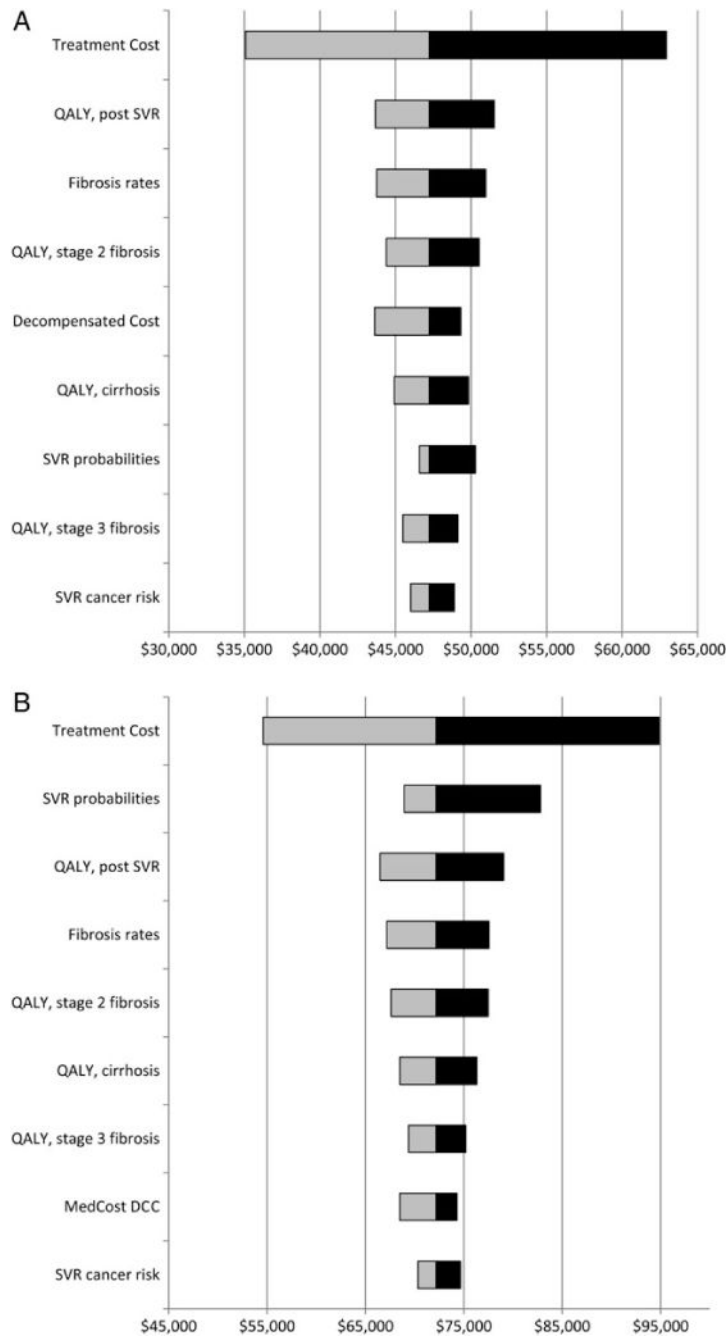 A
Treatment Cost
QALY, post SVR
Fibrosis rates
QALY, stage 2 fibrosis
Decompensated Cost
QALY, cirrhosis
SVR probabilities
QALY, stage 3 fibrosis
SVR cancer risk
$30,000 $35,000 $40,000 $45,000 $50,000 $55,000 $60,000 $65,000
B
Treatment Cost
SVR probabilities
QALY, post SVR
Fibrosis rates
QALY, stage 2 fibrosis
QALY, cirrhosis
QALY, stage 3 fibrosis
MedCost DCC
SVR cancer risk
$45,000 $55,000 $65,000 $75,000 $85,000 $95,000